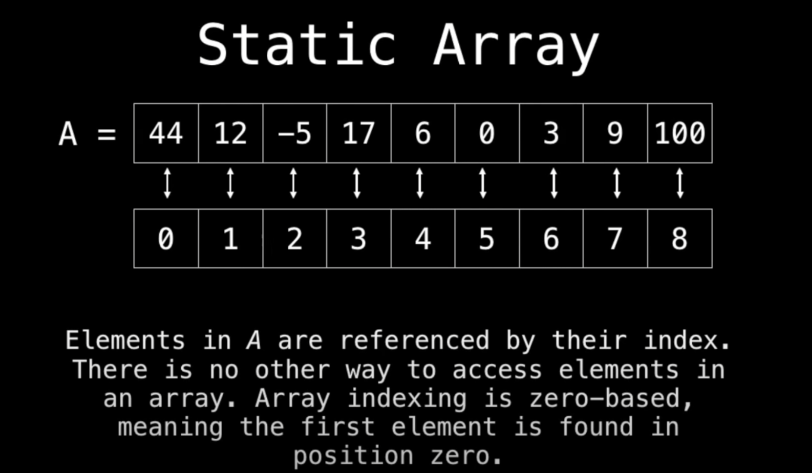 Static Array
A = 44 12 −5 17 6 0 3 9 100
0 1 2 3 4 5 6 7 8
Elements in A are referenced by their index.
There is no other way to access elements in
an array. Array indexing is zero−based,
meaning the first element is found in
position zero.